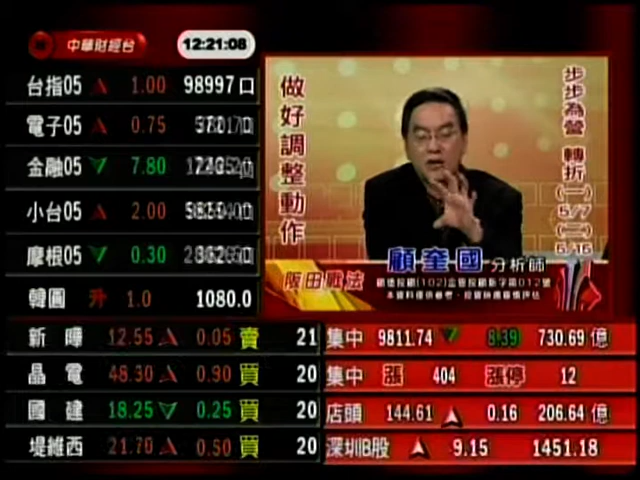 中華財經台
12:21:08
台指05 1.00 98997口
電子05 0.75
金融05 7.80
小台05 2.00
摩根05 0.30
韓圓 升 1.0 1080.0
做好調整動作
步步為營 轉折(一)5/7(二)5/15
顧奎國 分析師
阪田戰法
新曄 12.55 0.05 賣 21
晶電 48.30 0.90 買 20
國建 18.25 0.25 買 20
堤維西 21.70 0.50 買 20
集中 9811.74 8.39 730.69 億
集中 漲 404 漲停 12
店頭 144.61 0.16 206.64 億
深圳B股 9.15 1451.18